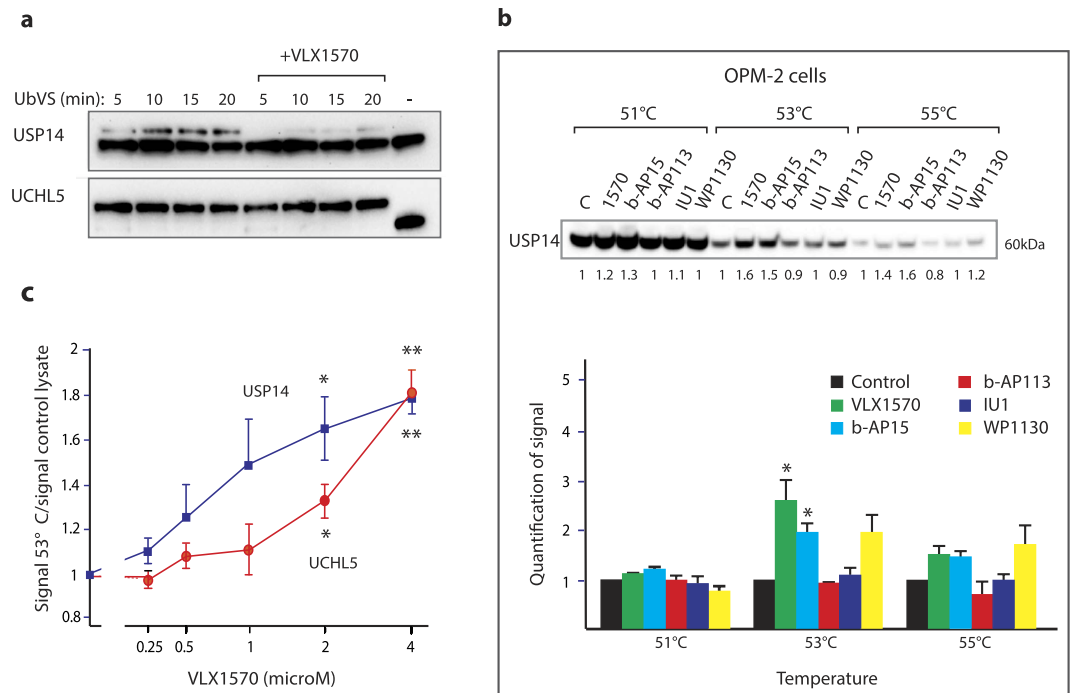 a
+VLX1570
UbVS (min): 5 10 15 20 5 10 15 20 -
USP14
UCHL5
b
OPM-2 cells
51°C 53°C 55°C
C 1570 b-AP15 b-AP113 IU1 WP1130 C 1570 b-AP15 b-AP113 IU1 WP1130 C 1570 b-AP15 b-AP113 IU1 WP1130
USP14 60kDa
1 1.2 1.3 1 1.1 1 1 1.6 1.5 0.9 1 0.9 1 1.4 1.6 0.8 1 1.2
5
4
3
2
1
Quantification of signal
Control
VLX1570
b-AP15
b-AP113
IU1
WP1130
*
*
51°C 53°C 55°C
Temperature
c
Signal 53° C/signal control lysate
2
1.8
1.6
1.4
1.2
1
0.8
USP14
*
**
**
*
UCHL5
0.25 0.5 1 2 4
VLX1570 (microM)